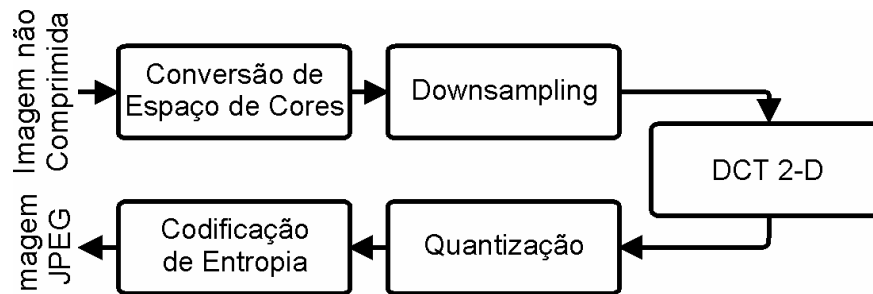 Imagem não
Comprimida
Conversão de
Espaço de Cores
Downsampling
DCT 2-D
Quantização
Codificação
de Entropia
magem
JPEG